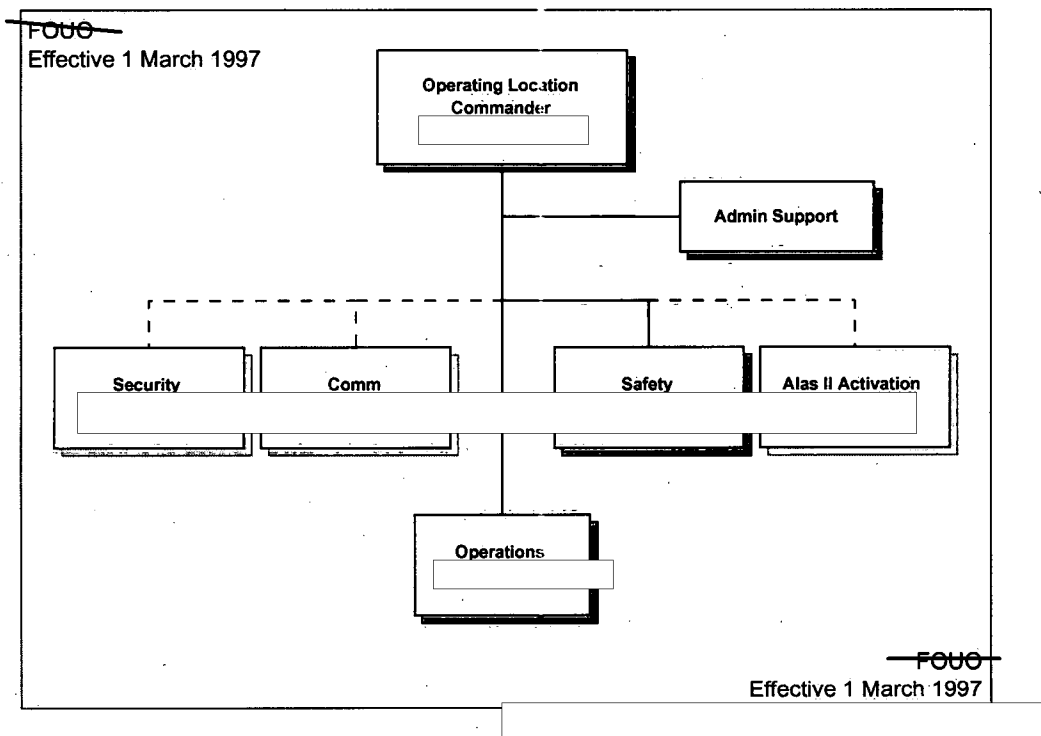 FOUO
Effective 1 March 1997
Operating Location
Commander
Admin Support
Security
Comm
Safety
Alas II Activation
Operations
FOUO
Effective 1 March 1997